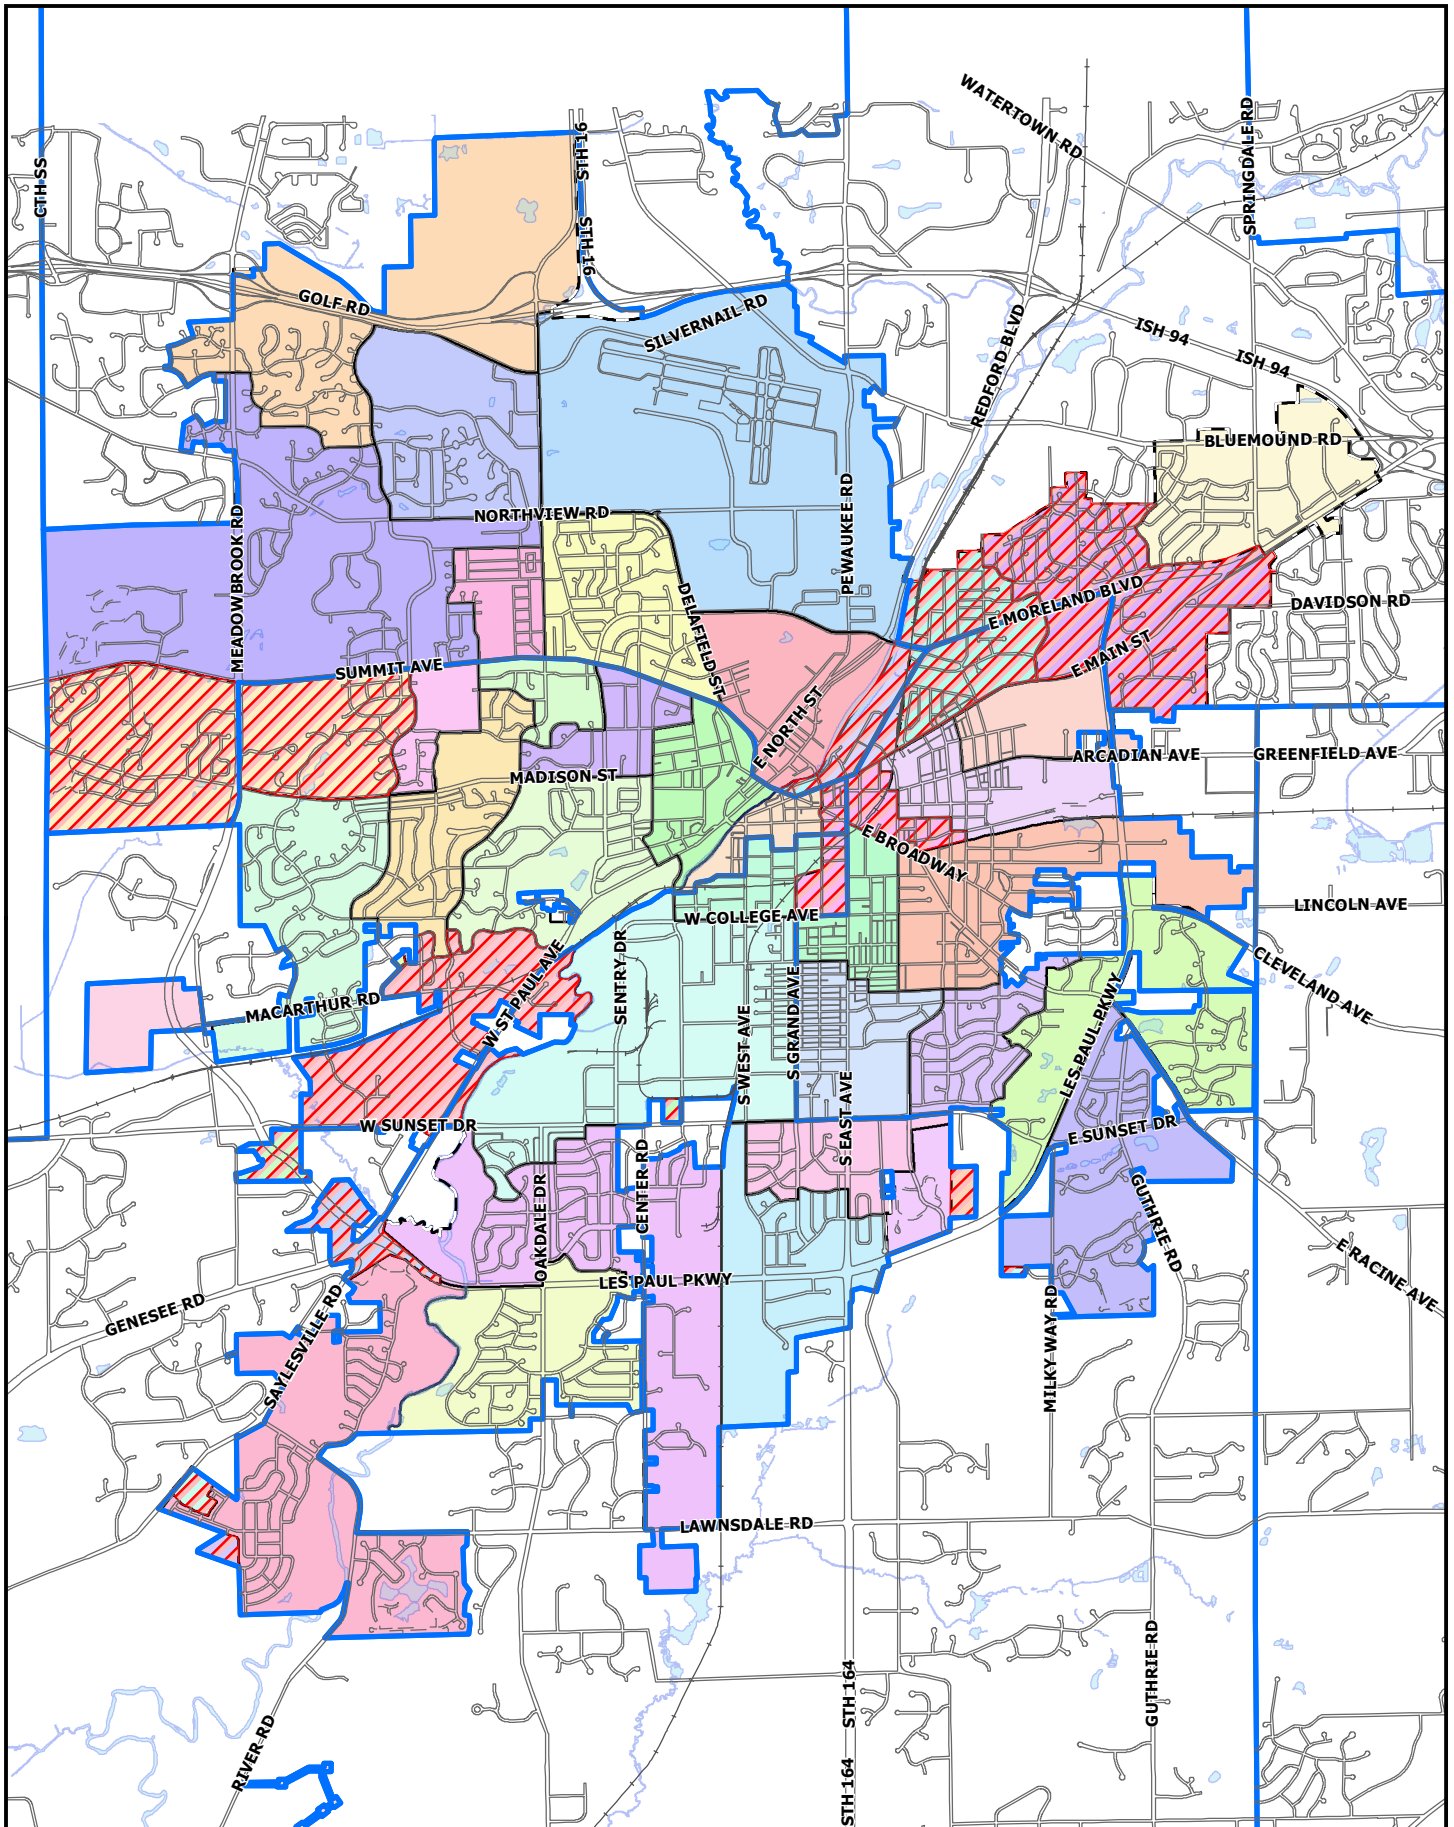 WATERTOWN RD
STH 16
CTH SS
SPRINGDALE RD
STH 16
GOLF RD
SILVERNAIL RD
REDFORD BLVD
ISH 94
ISH 94
BLUEMOUND RD
NORTHVIEW RD
PEWAUKEE RD
MEADOWBROOK RD
DELAFIELD ST
E MORELAND BLVD
DAVIDSON RD
SUMMIT AVE
E MAIN ST
E NORTH ST
ARCADIAN AVE
GREENFIELD AVE
MADISON ST
E BROADWAY
W COLLEGE AVE
LINCOLN AVE
SENTRY DR
W ST PAUL AVE
CLEVELAND AVE
MACARTHUR RD
S GRAND AVE
S WEST AVE
LES PAUL PKWY
S EAST AVE
W SUNSET DR
E SUNSET DR
CENTER RD
OAKDALE DR
GUTHRIE RD
LES PAUL PKWY
E RACINE AVE
GENESEE RD
SAYLESVILLE RD
MILKY WAY RD
LAWNSDALE RD
STH 164
GUTHRIE RD
RIVER RD
STH 164